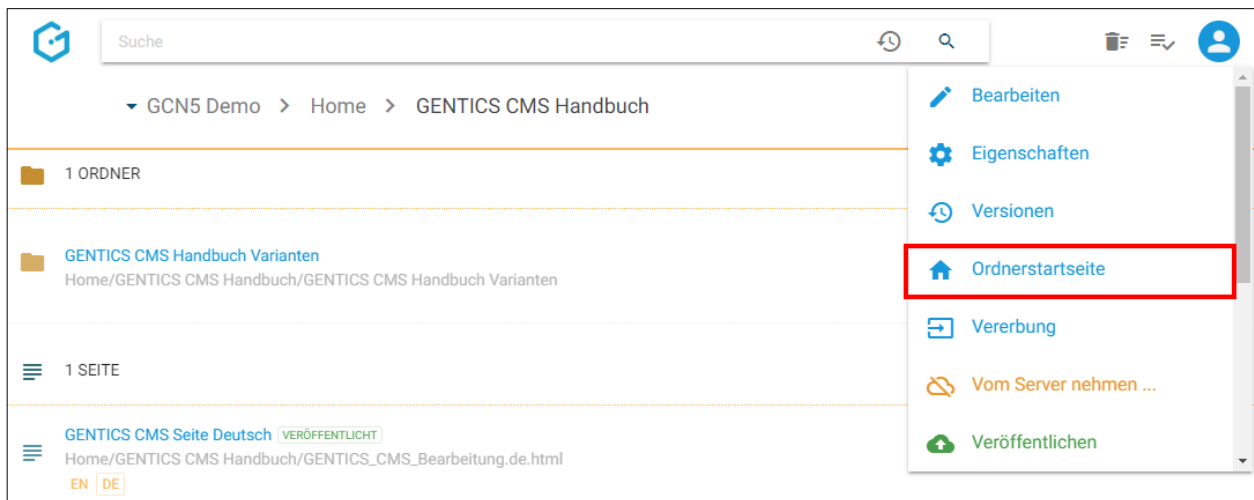 Suche
GCN5 Demo > Home > GENTICS CMS Handbuch
1 ORDNER
GENTICS CMS Handbuch Varianten
Home/GENTICS CMS Handbuch/GENTICS CMS Handbuch Varianten
1 SEITE
GENTICS CMS Seite Deutsch VERÖFFENTLICHT
Home/GENTICS CMS Handbuch/GENTICS_CMS_Bearbeitung.de.html
EN DE
Bearbeiten
Eigenschaften
Versionen
Ordnerstartseite
Vererbung
Vom Server nehmen ...
Veröffentlichen